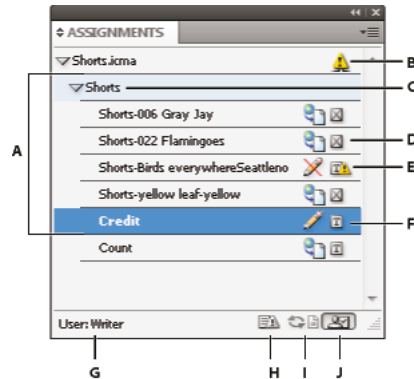 ASSIGNMENTS
Shorts.icma
B
Shorts
C
Shorts-006 Gray Jay
Shorts-022 Flamingoes
D
A
Shorts-Birds everywhereSeattleno
E
Shorts-yellow leaf-yellow
Credit
F
Count
User: Writer
G
H
I
J